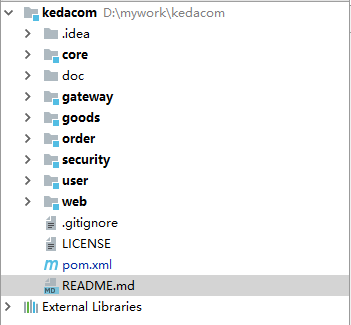 kedacom D:\mywork\kedacom
.idea
core
doc
gateway
goods
order
security
user
web
.gitignore
LICENSE
pom.xml
MD README.md
External Libraries